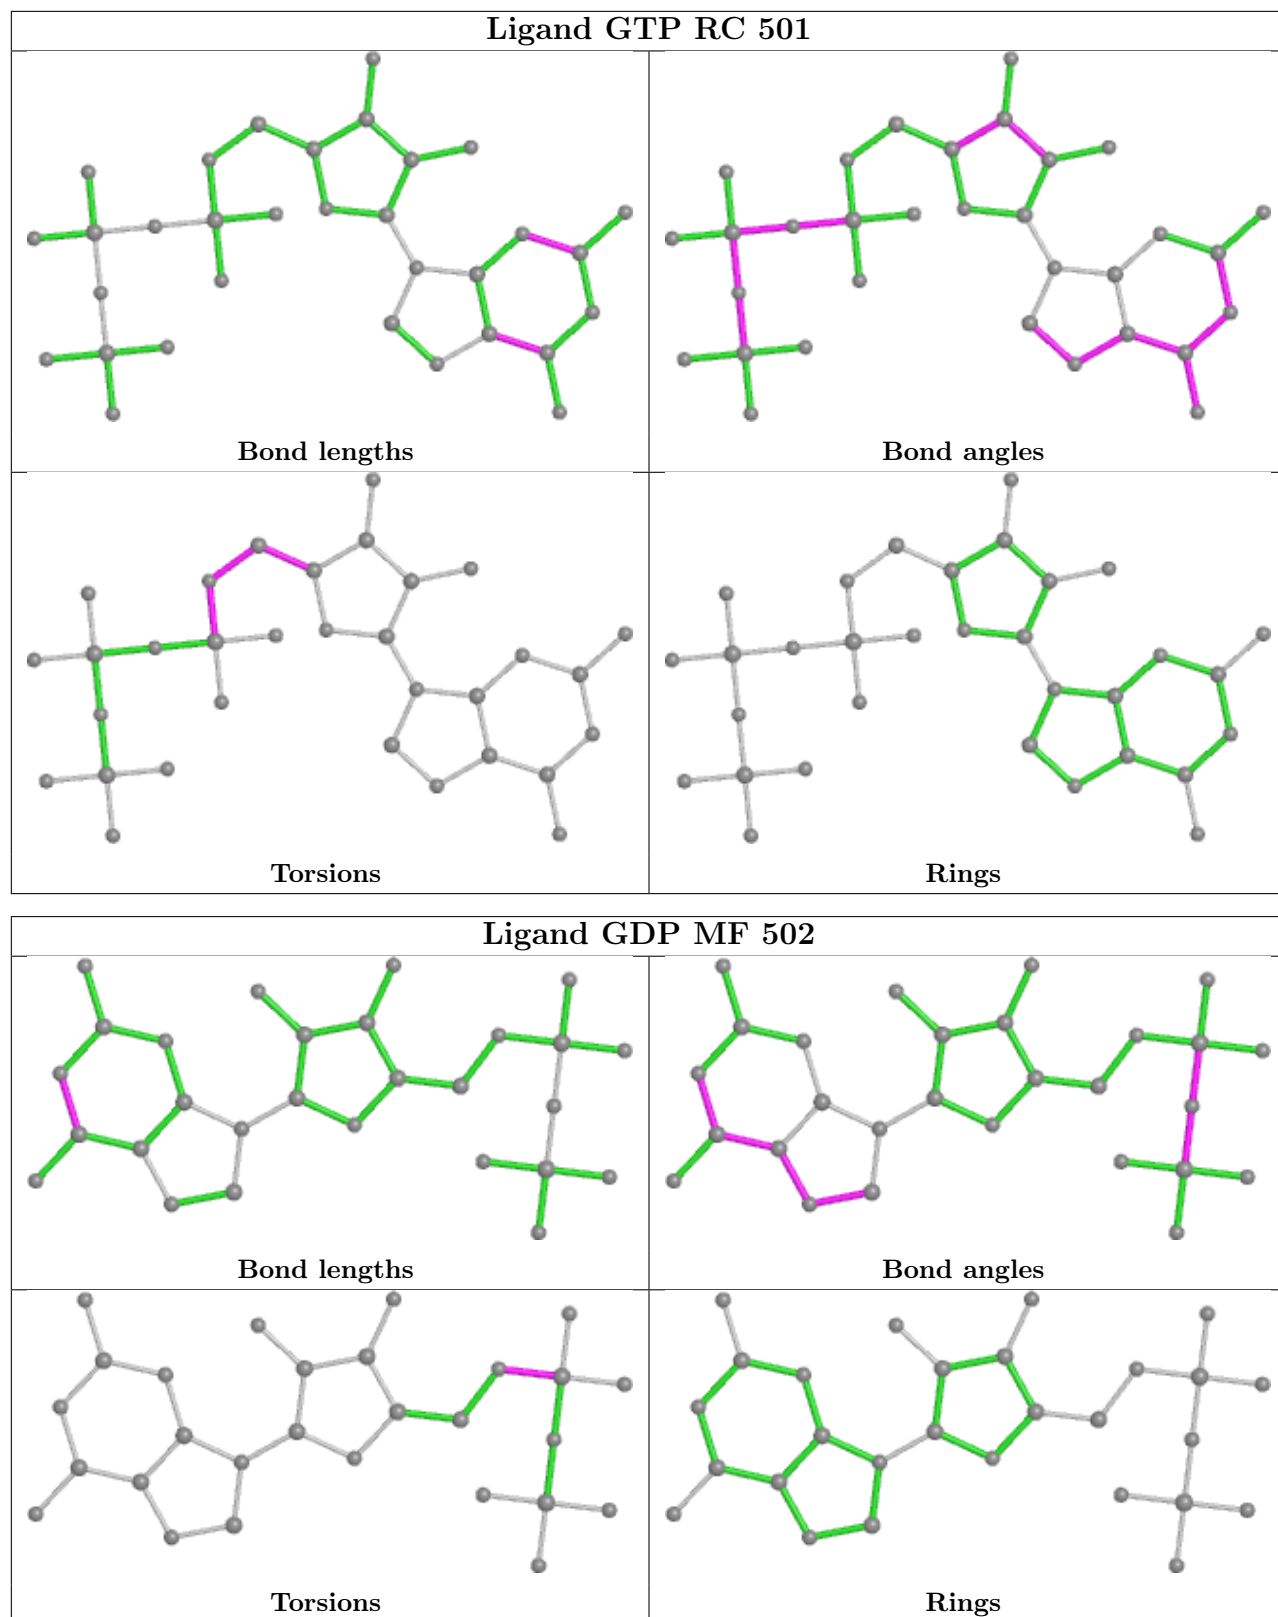 Ligand GTP RC 501
Bond lengths
Bond angles
Torsions
Rings
Ligand GDP MF 502
Bond lengths
Bond angles
Torsions
Rings